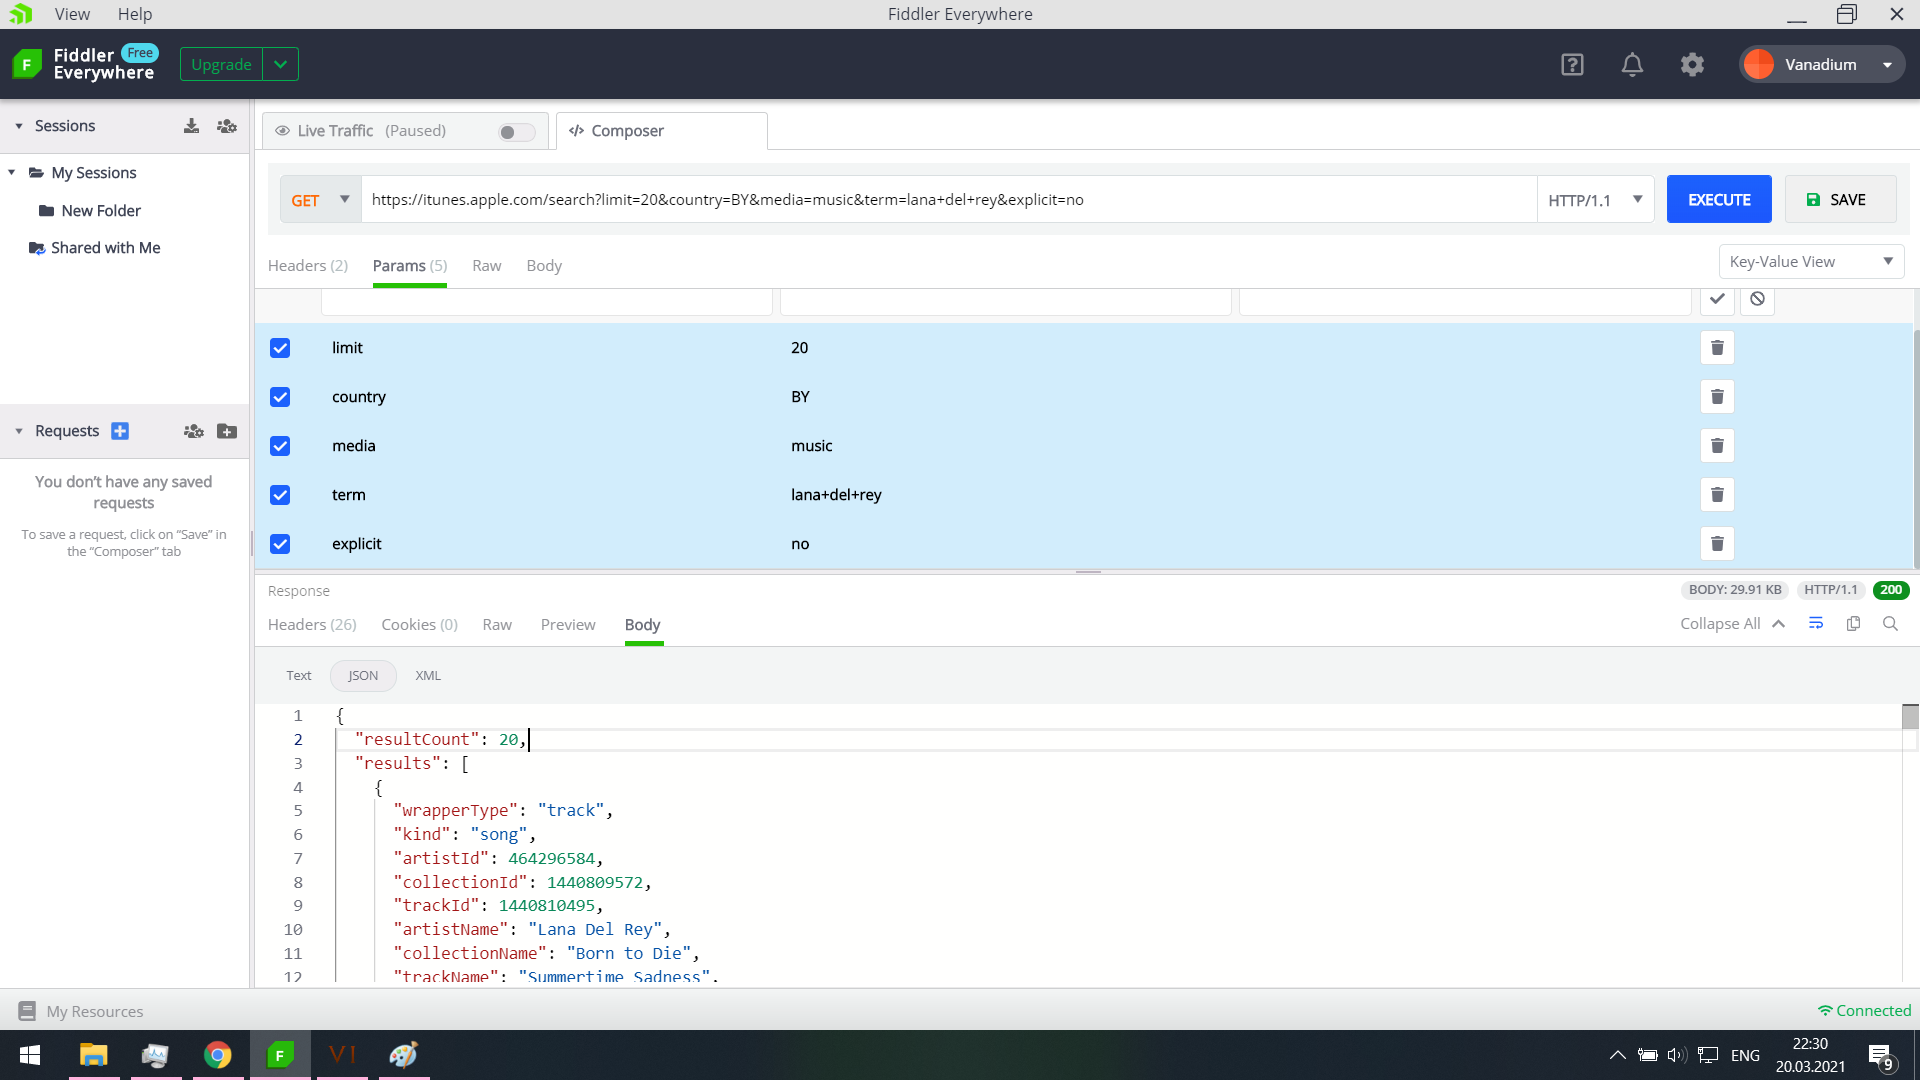 View Help Fiddler Everywhere
F Fiddler Everywhere Free Upgrade Vanadium
Sessions
My Sessions
New Folder
Shared with Me
Requests
You don’t have any saved
requests
To save a request, click on “Save” in
the “Composer” tab
Live Traffic (Paused) Composer
GET https://itunes.apple.com/search?limit=20&country=BY&media=music&term=lana+del+rey&explicit=no HTTP/1.1 EXECUTE SAVE
Headers (2) Params (5) Raw Body Key-Value View
limit 20
country BY
media music
term lana+del+rey
explicit no
Response BODY: 29.91 KB HTTP/1.1 200
Headers (26) Cookies (0) Raw Preview Body Collapse All
Text JSON XML
1 {
2 "resultCount": 20,
3 "results": [
4 {
5 "wrapperType": "track",
6 "kind": "song",
7 "artistId": 464296584,
8 "collectionId": 1440809572,
9 "trackId": 1440810495,
10 "artistName": "Lana Del Rey",
11 "collectionName": "Born to Die",
12 "trackName": "Summertime Sadness",
My Resources Connected
F VI ENG 22:30
20.03.2021 9